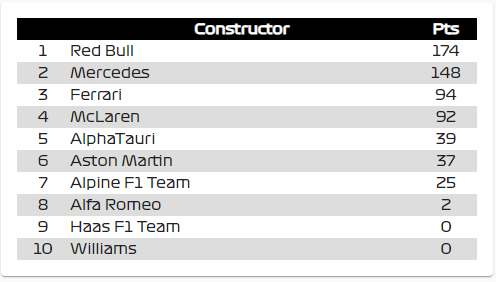 Constructor Pts
1 Red Bull 174
2 Mercedes 148
3 Ferrari 94
4 McLaren 92
5 AlphaTauri 39
6 Aston Martin 37
7 Alpine F1 Team 25
8 Alfa Romeo 2
9 Haas F1 Team 0
10 Williams 0